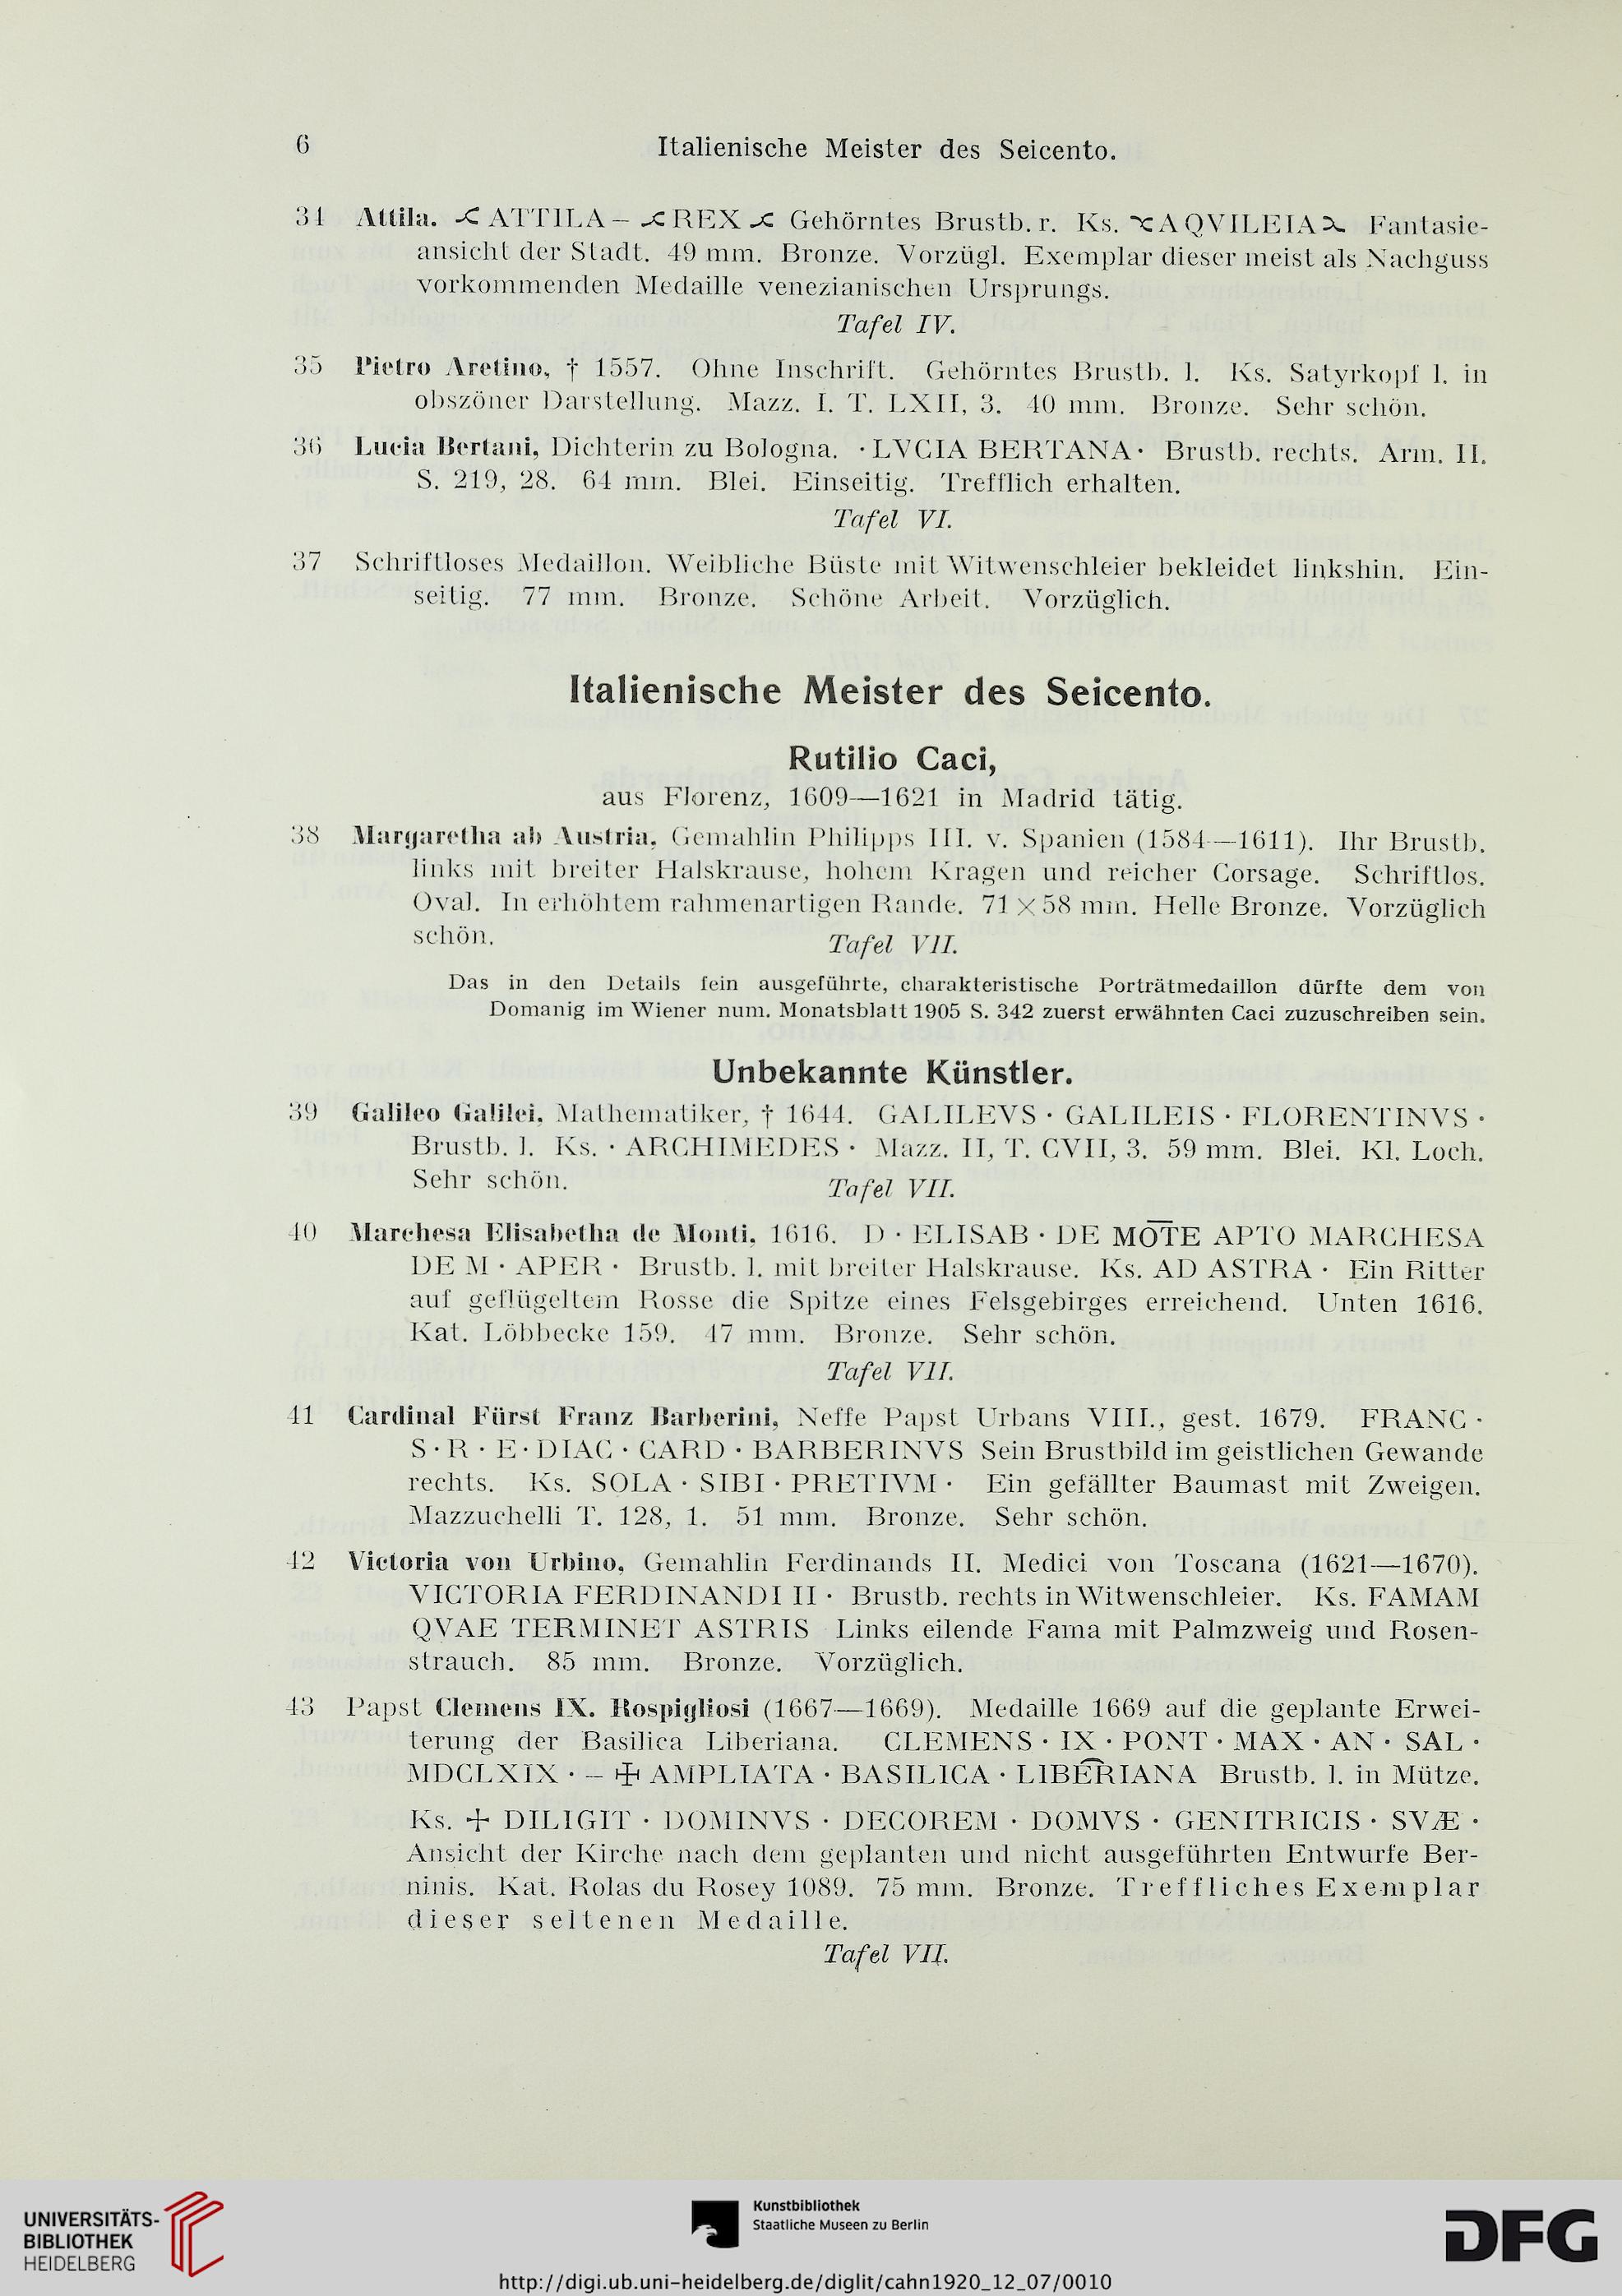 6 Italienische Meister des Seicento.
34 Attila. ATTILA – REX Gehörntes Brustb. r. Ks. AQVILEIA Fantasie-
ansicht der Stadt. 49 mm. Bronze. Vorzügl. Exemplar dieser meist als Nachguss
vorkommenden Medaille venezianischen Ursprungs.
Tafel IV.
35 Pietro Aretino, † 1557. Ohne Inschrift. Gehörntes Brustb. l. Ks. Satyrkopf l. in
obszöner Darstellung. Mazz. I. T. LXII, 3. 40 mm. Bronze. Sehr schön.
36 Lucia Bertani, Dichterin zu Bologna. · LVCIA BERTANA · Brustb. rechts. Arm. II.
S. 219, 28. 64 mm. Blei. Einseitig. Trefflich erhalten.
Tafel VI.
37 Schriftloses Medaillon. Weibliche Büste mit Witwenschleier bekleidet linkshin. Ein-
seitig. 77 mm. Bronze. Schöne Arbeit. Vorzüglich.
Italienische Meister des Seicento.
Rutilio Caci,
aus Florenz, 1609—1621 in Madrid tätig.
38 Margaretha ab Austria, Gemahlin Philipps III. v. Spanien (1584—1611). Ihr Brustb.
links mit breiter Halskrause, hohem Kragen und reicher Corsage. Schriftlos.
Oval. In erhöhtem rahmenartigen Rande. 71 × 58 mm. Helle Bronze. Vorzüglich
schön. Tafel VII.
Das in den Details fein ausgeführte, charakteristische Porträtmedaillon dürfte dem von
Domanig im Wiener num. Monatsblatt 1905 S. 342 zuerst erwähnten Caci zuzuschreiben sein.
Unbekannte Künstler.
39 Galileo Galilei, Mathematiker, † 1644. GALILEVS · GALILEIS · FLORENTINVS ·
Brustb. l. Ks. · ARCHIMEDES · Mazz. II, T. CVII, 3. 59 mm. Blei. Kl. Loch.
Sehr schön. Tafel VII.
40 Marchesa Elisabetha de Monti, 1616. D · ELISAB · DE MO͞TE APTO MARCHESA
DE M · APER · Brustb. l. mit breiter Halskrause. Ks. AD ASTRA · Ein Ritter
auf geflügeltem Rosse die Spitze eines Felsgebirges erreichend. Unten 1616.
Kat. Löbbecke 159. 47 mm. Bronze. Sehr schön.
Tafel VII.
41 Cardinal Fürst Franz Barberini, Neffe Papst Urbans VIII., gest. 1679. FRANC ·
S · R · E · DIAC · CARD · BARBERINVS Sein Brustbild im geistlichen Gewande
rechts. Ks. SOLA · SIBI · PRETIVM · Ein gefällter Baumast mit Zweigen.
Mazzuchelli T. 128, 1. 51 mm. Bronze. Sehr schön.
42 Victoria von Urbino, Gemahlin Ferdinands II. Medici von Toscana (1621—1670).
VICTORIA FERDINANDI II · Brustb. rechts in Witwenschleier. Ks. FAMAM
QVAE TERMINET ASTRIS Links eilende Fama mit Palmzweig und Rosen-
strauch. 85 mm. Bronze. Vorzüglich.
43 Papst Clemens IX. Rospigliosi (1667—1669). Medaille 1669 auf die geplante Erwei-
terung der Basilica Liberiana. CLEMENS · IX · PONT · MAX · AN · SAL ·
MDCLXIX · – ✠ AMPLIATA · BASILICA · LIBE͡RIANA Brustb. l. in Mütze.
Ks. + DILIGIT · DOMINVS · DECOREM · DOMVS · GENITRICIS · SVÆ ·
Ansicht der Kirche nach dem geplanten und nicht ausgeführten Entwurfe Ber-
ninis. Kat. Rolas du Rosey 1089. 75 mm. Bronze. Treffliches Exemplar
dieser seltenen Medaille.
Tafel VII.
UNIVERSITÄTS-
BIBLIOTHEK
HEIDELBERG
Kunstbibliothek
Staatliche Museen zu Berlin
DFG
http://digi.ub.uni-heidelberg.de/diglit/cahn1920_12_07/0010